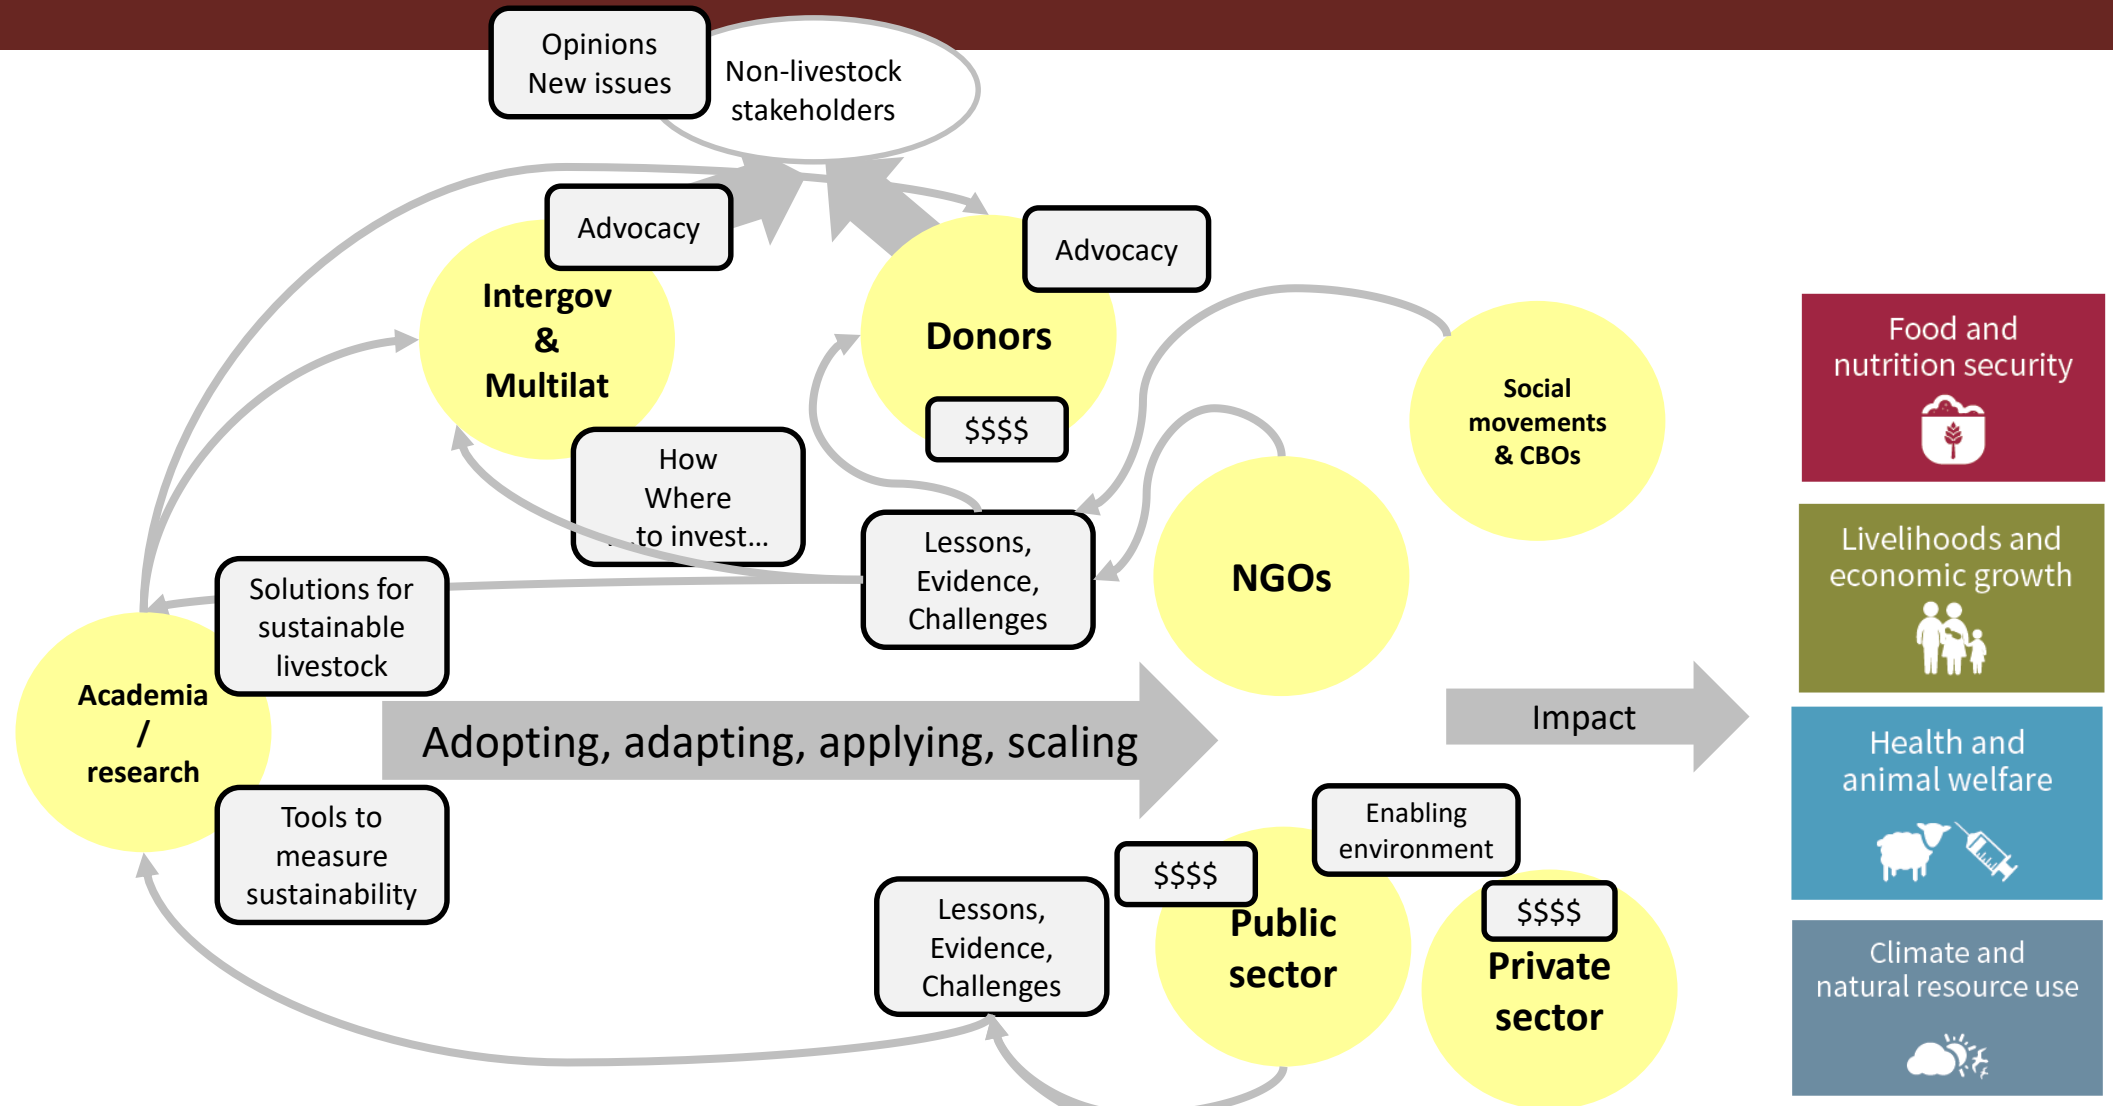 Opinions
New issues
Non-livestock
stakeholders
Advocacy
Intergov
&
Multilat
Advocacy
Donors
$$$$
Social
movements
& CBOs
How
Where
…to invest…
Lessons,
Evidence,
Challenges
NGOs
Solutions for
sustainable
livestock
Academia
/
research
Tools to
measure
sustainability
Adopting, adapting, applying, scaling
Impact
Enabling
environment
$$$$
Public
sector
$$$$
Private
sector
Lessons,
Evidence,
Challenges
Food and
nutrition security
Livelihoods and
economic growth
Health and
animal welfare
Climate and
natural resource use